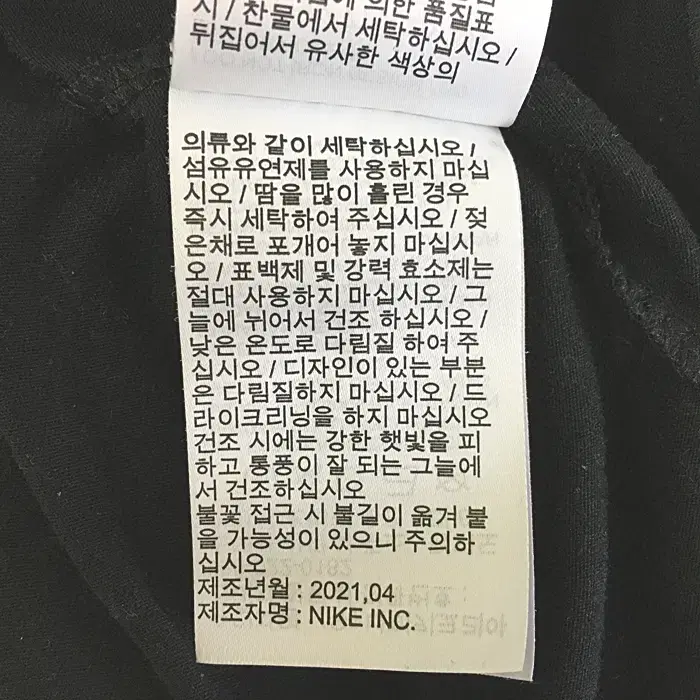 의한 품질표
시 / 찬물에서 세탁하십시오 /
뒤집어서 유사한 색상의
의류와 같이 세탁하십시오 /
섬유유연제를 사용하지 마십
시오 / 땀을 많이 흘린 경우
즉시 세탁하여 주십시오 / 젖
은채로 포개어 놓지 마십시
오 / 표백제 및 강력 효소제는
절대 사용하지 마십시오 / 그
늘에 뉘어서 건조 하십시오 /
낮은 온도로 다림질 하여 주
십시오 / 디자인이 있는 부분
은 다림질하지 마십시오 / 드
라이크리닝을 하지 마십시오
건조 시에는 강한 햇빛을 피
하고 통풍이 잘 되는 그늘에
서 건조하십시오
불꽃 접근 시 불길이 옮겨 붙
을 가능성이 있으니 주의하
십시오
제조년월 : 2021,04
제조자명 : NIKE INC.